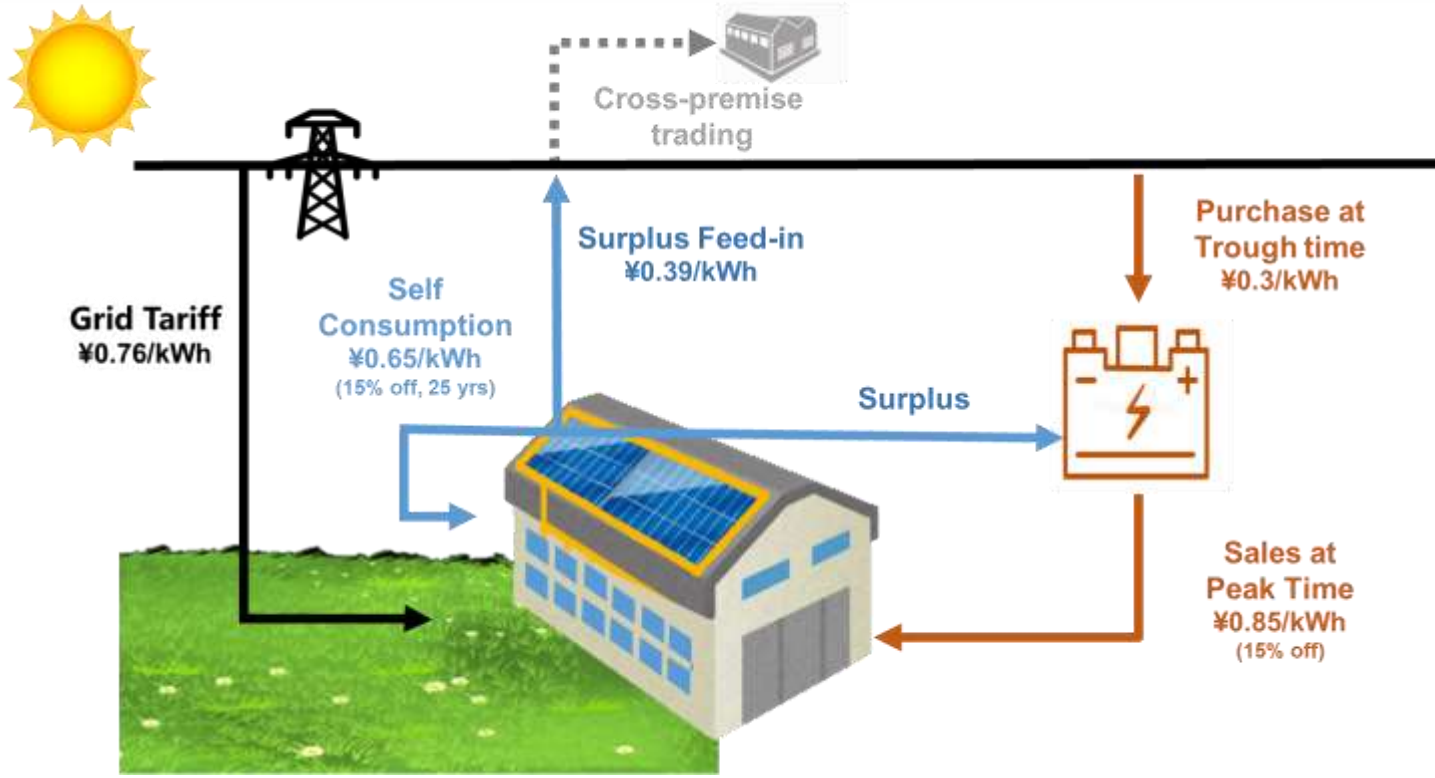 Cross-premise
trading
Surplus Feed-in
¥0.39/kWh
Purchase at
Trough time
¥0.3/kWh
Self
Consumption
¥0.65/kWh
(15% off, 25 yrs)
Grid Tariff
¥0.76/kWh
Surplus
Sales at
Peak Time
¥0.85/kWh
(15% off)